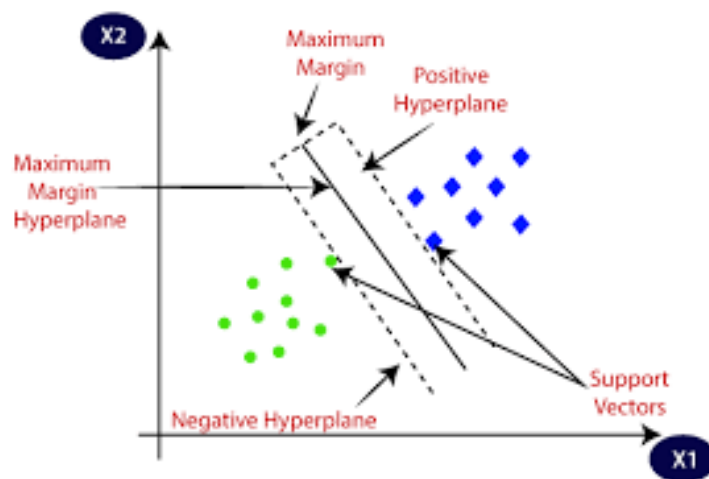 X2
Maximum
Margin
Positive
Hyperplane
Maximum
Margin
Hyperplane
Support
Vectors
Negative Hyperplane
X1